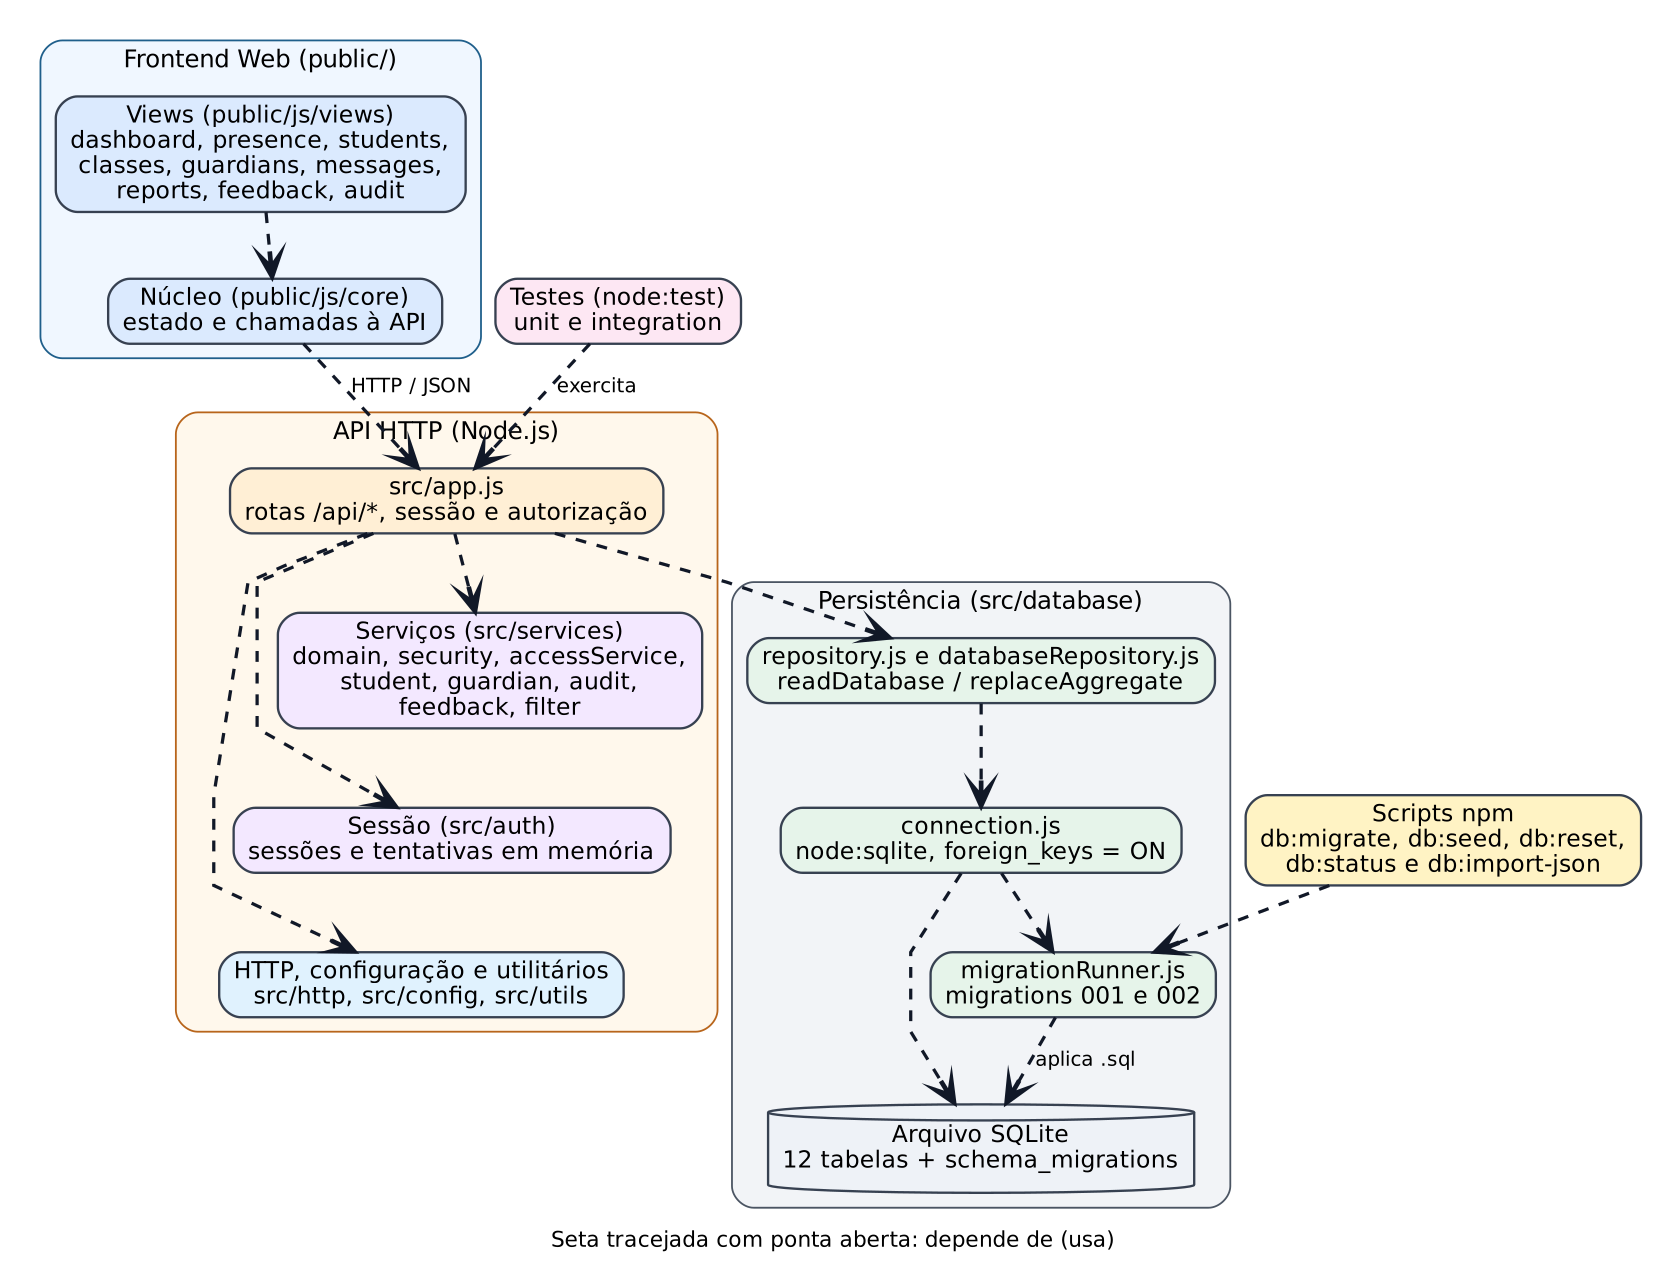 Frontend Web (public/)
Views (public/js/views)
dashboard, presence, students,
classes, guardians, messages,
reports, feedback, audit
Núcleo (public/js/core)
estado e chamadas à API
Testes (node:test)
unit e integration
HTTP / JSON
exercita
API HTTP (Node.js)
src/app.js
rotas /api/*, sessão e autorização
Serviços (src/services)
domain, security, accessService,
student, guardian, audit,
feedback, filter
Sessão (src/auth)
sessões e tentativas em memória
HTTP, configuração e utilitários
src/http, src/config, src/utils
Persistência (src/database)
repository.js e databaseRepository.js
readDatabase / replaceAggregate
connection.js
node:sqlite, foreign_keys = ON
Scripts npm
db:migrate, db:seed, db:reset,
db:status e db:import-json
migrationRunner.js
migrations 001 e 002
aplica .sql
Arquivo SQLite
12 tabelas + schema_migrations
Seta tracejada com ponta aberta: depende de (usa)